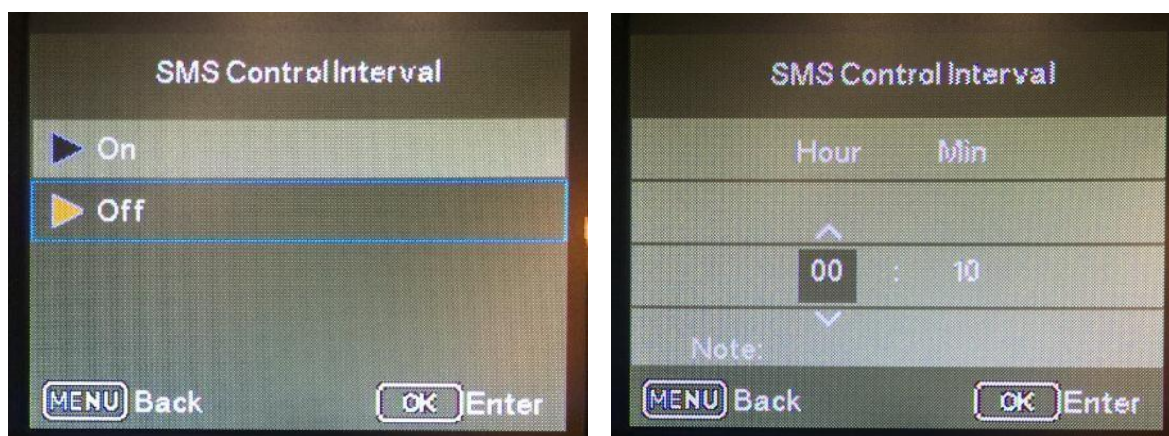 SMS Control Interval
On
Off
MENU Back OK Enter
SMS Control Interval
Hour Min
00 : 10
Note:
MENU Back OK Enter